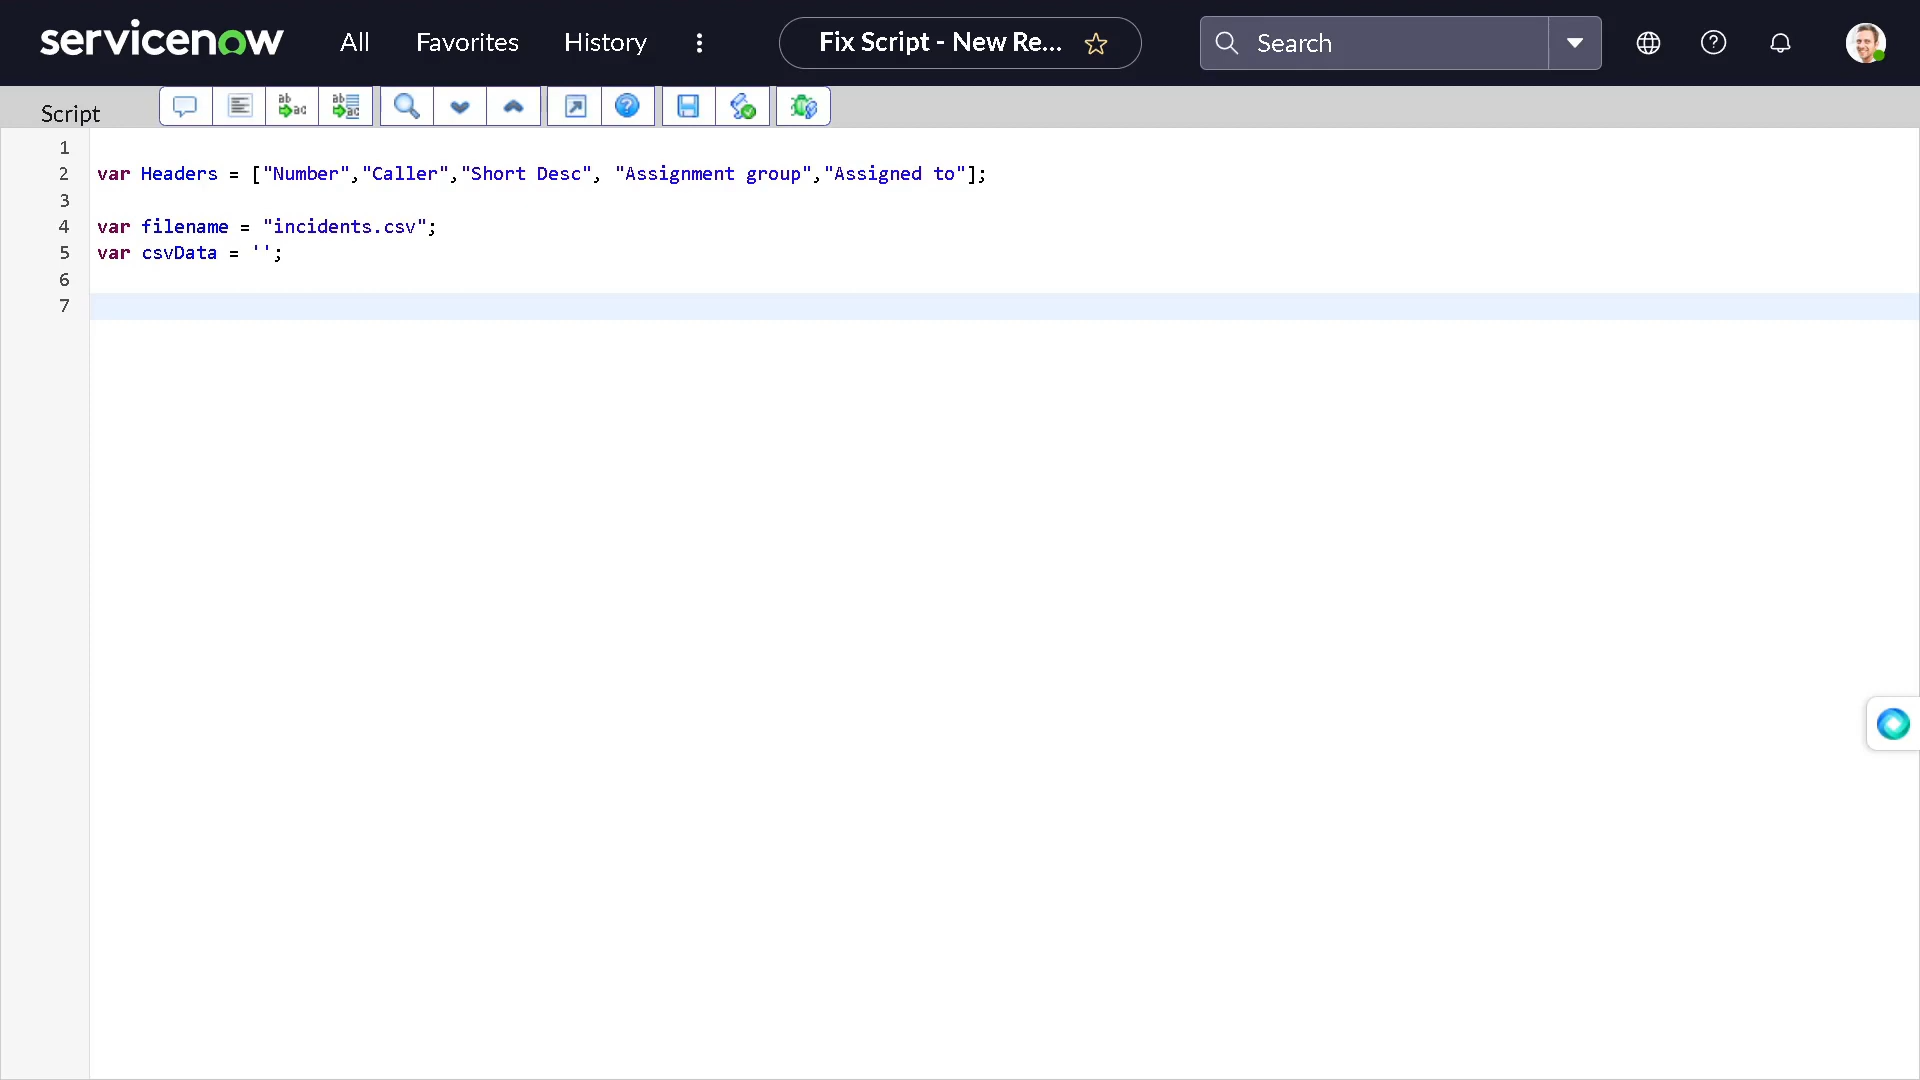 servicenow All Favorites History Fix Script - New Re... Search
Script
1
2 var Headers = ["Number","Caller","Short Desc", "Assignment group","Assigned to"];
3
4 var filename = "incidents.csv";
5 var csvData = '';
6
7